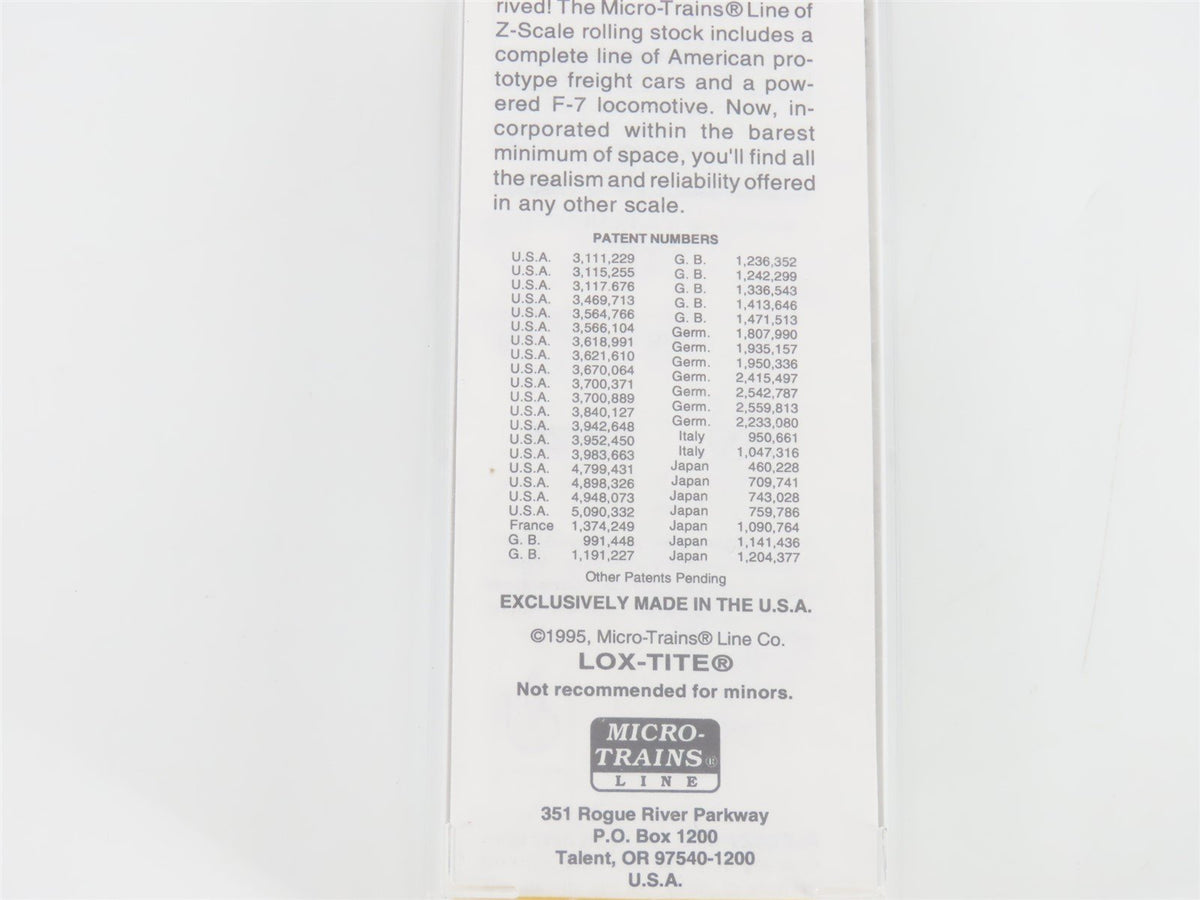 rived! The Micro-Trains® Line of
Z-Scale rolling stock includes a
complete line of American pro-
totype freight cars and a pow-
ered F-7 locomotive. Now, in-
corporated within the barest
minimum of space, you'll find all
the realism and reliability offered
in any other scale.
PATENT NUMBERS
U.S.A. 3,111,229
U.S.A. 3,115,255
U.S.A. 3,117.676
U.S.A. 3,469,713
U.S.A. 3,564,766
U.S.A. 3,566,104
U.S.A. 3,618,991
U.S.A. 3,621,610
U.S.A. 3,670,064
U.S.A. 3,700,371
U.S.A. 3,700,889
U.S.A. 3,840,127
U.S.A. 3,942,648
U.S.A. 3,952,450
U.S.A. 3,983,663
U.S.A. 4,799,431
U.S.A. 4,898,326
U.S.A. 4,948,073
U.S.A. 5,090,332
France 1,374,249
G. B. 991,448
G. B. 1,191,227
G. B. 1,236,352
G. B. 1,242,299
G. B. 1,336,543
G. B. 1,413,646
G. B. 1,471,513
Germ. 1,807,990
Germ. 1,935,157
Germ. 1,950,336
Germ. 2,415,497
Germ. 2,542,787
Germ. 2,559,813
Germ. 2,233,080
Italy 950,661
Italy 1,047,316
Japan 460,228
Japan 709,741
Japan 743,028
Japan 759,786
Japan 1,090,764
Japan 1,141,436
Japan 1,204,377
Other Patents Pending
EXCLUSIVELY MADE IN THE U.S.A.
©1995, Micro-Trains® Line Co.
LOX-TITE®
Not recommended for minors.
MICRO-
TRAINS®
LINE
351 Rogue River Parkway
P.O. Box 1200
Talent, OR 97540-1200
U.S.A.